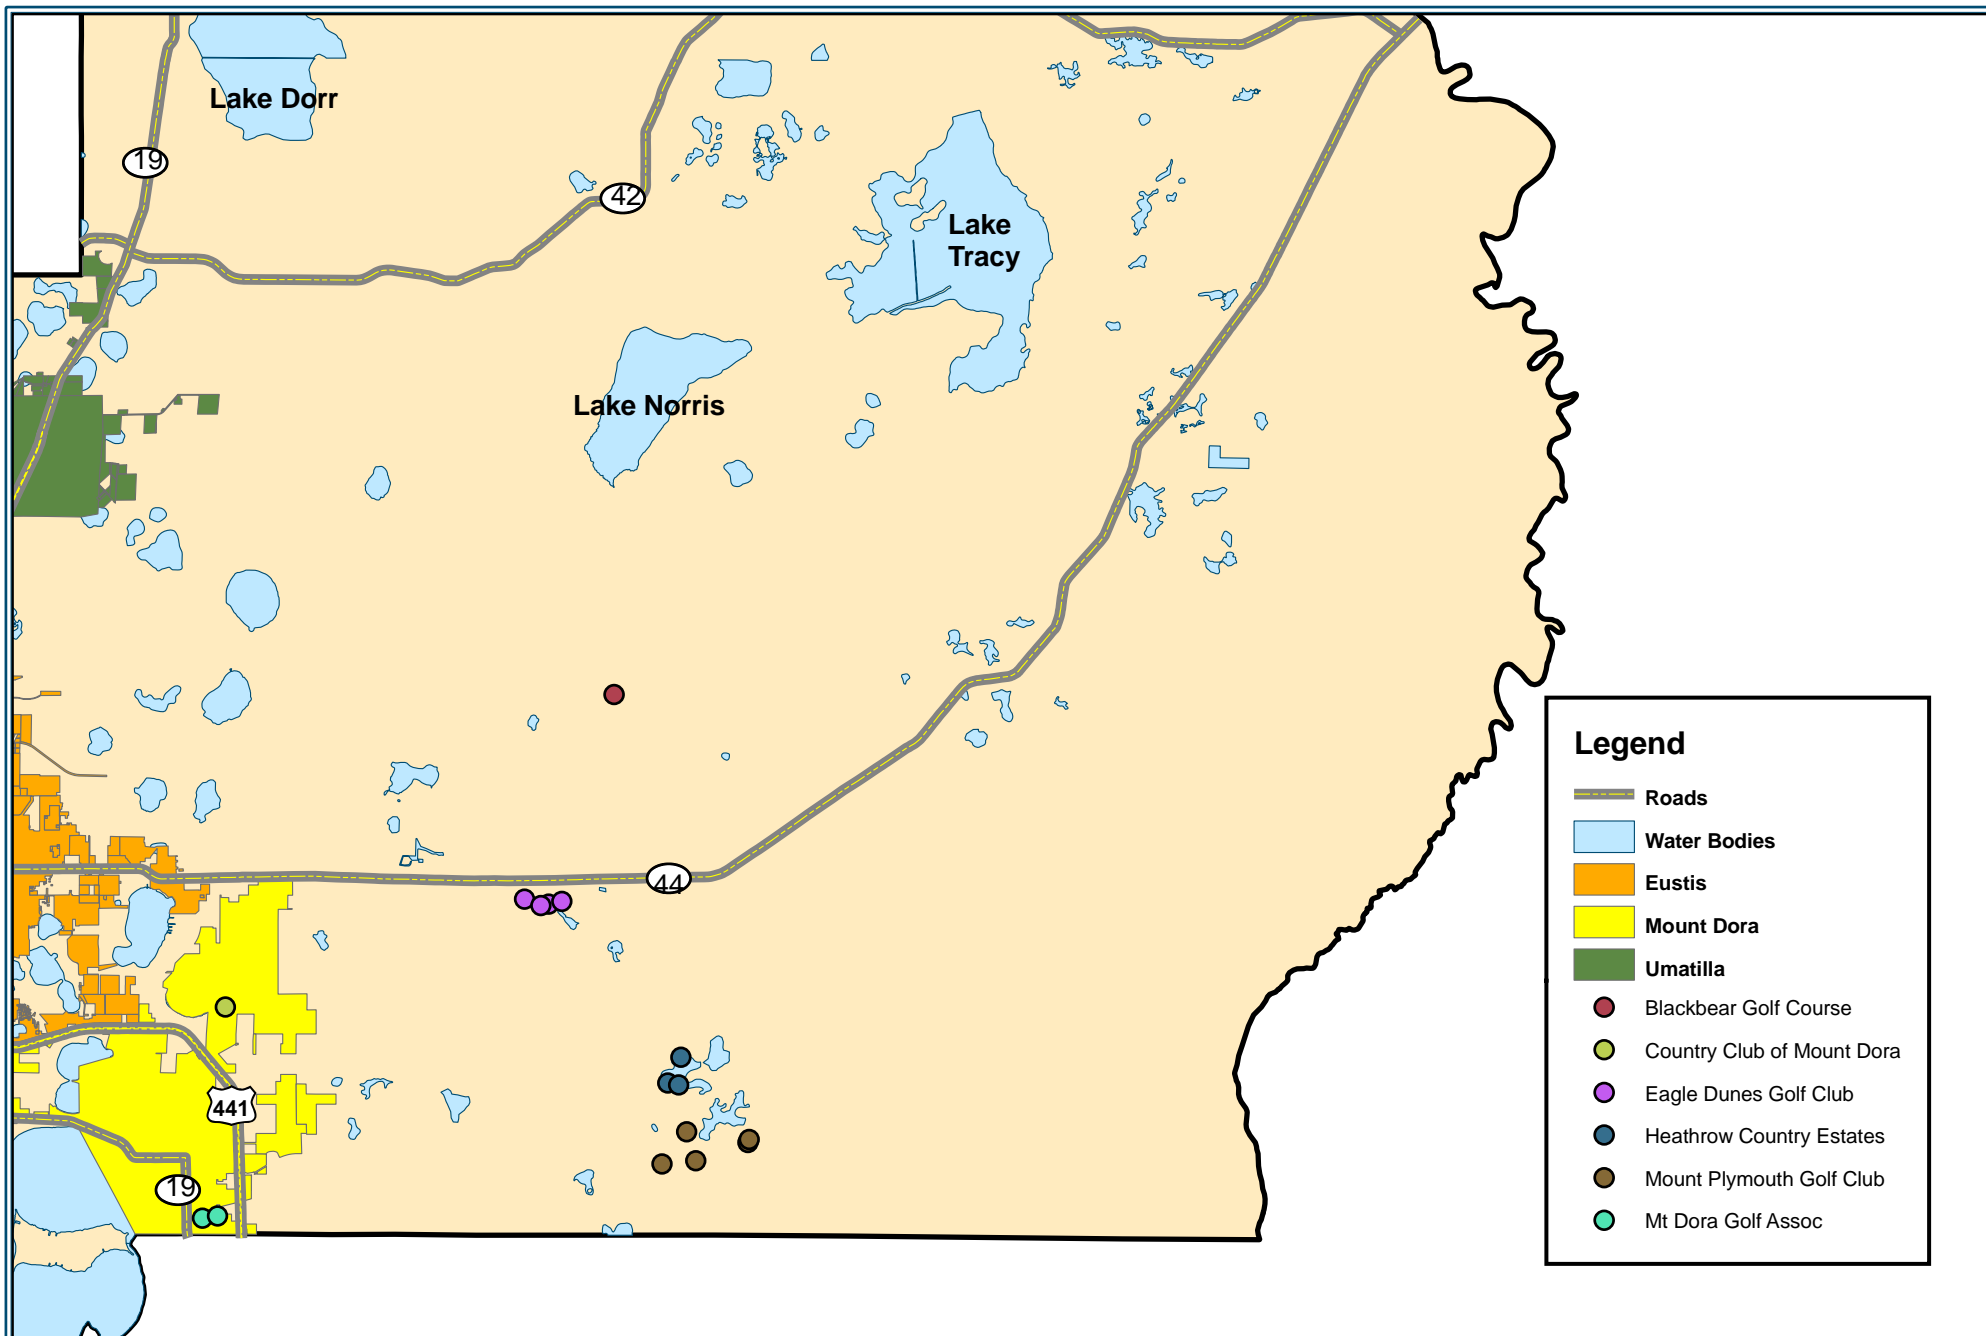 Lake Dorr
19
42
Lake
Tracy
Lake Norris
44
441
19
Legend
Roads
Water Bodies
Eustis
Mount Dora
Umatilla
Blackbear Golf Course
Country Club of Mount Dora
Eagle Dunes Golf Club
Heathrow Country Estates
Mount Plymouth Golf Club
Mt Dora Golf Assoc